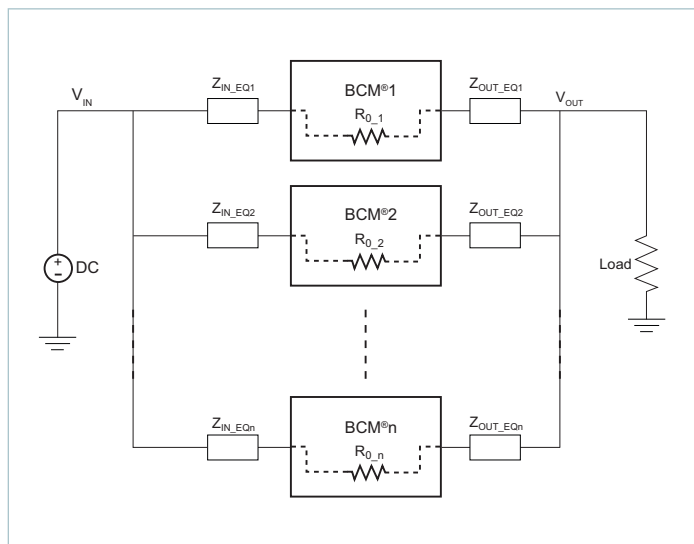 V_IN
Z_IN_EQ1
BCM®1
R_0_1
Z_OUT_EQ1
V_OUT
Z_IN_EQ2
BCM®2
R_0_2
Z_OUT_EQ2
+
-
DC
Load
Z_IN_EQn
BCM®n
R_0_n
Z_OUT_EQn